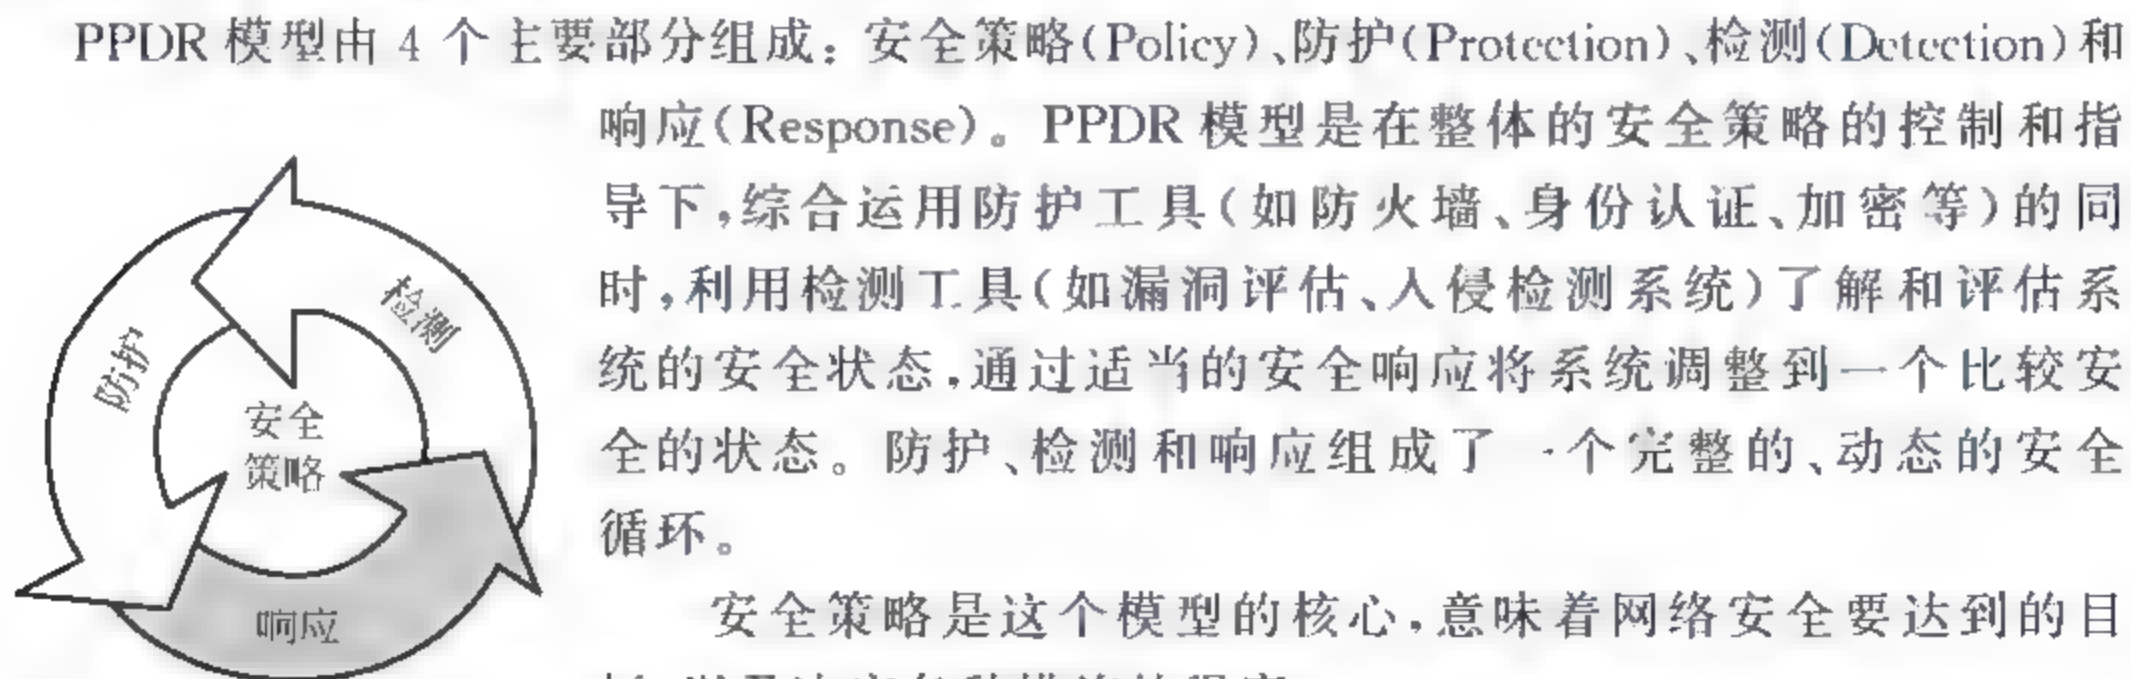 PPDR 模型由 4 个主要部分组成：安全策略(Policy)、防护(Protection)、检测(Detection)和
响应(Response)。PPDR 模型是在整体的安全策略的控制和指
导下,综合运用防护工具(如防火墙、身份认证、加密等)的同
时,利用检测工具(如漏洞评估、入侵检测系统)了解和评估系
统的安全状态,通过适当的安全响应将系统调整到一个比较安
全的状态。防护、检测和响应组成了一个完整的、动态的安全
循环。
安全策略是这个模型的核心,意味着网络安全要达到的目
检测
防护
安全
策略
响应